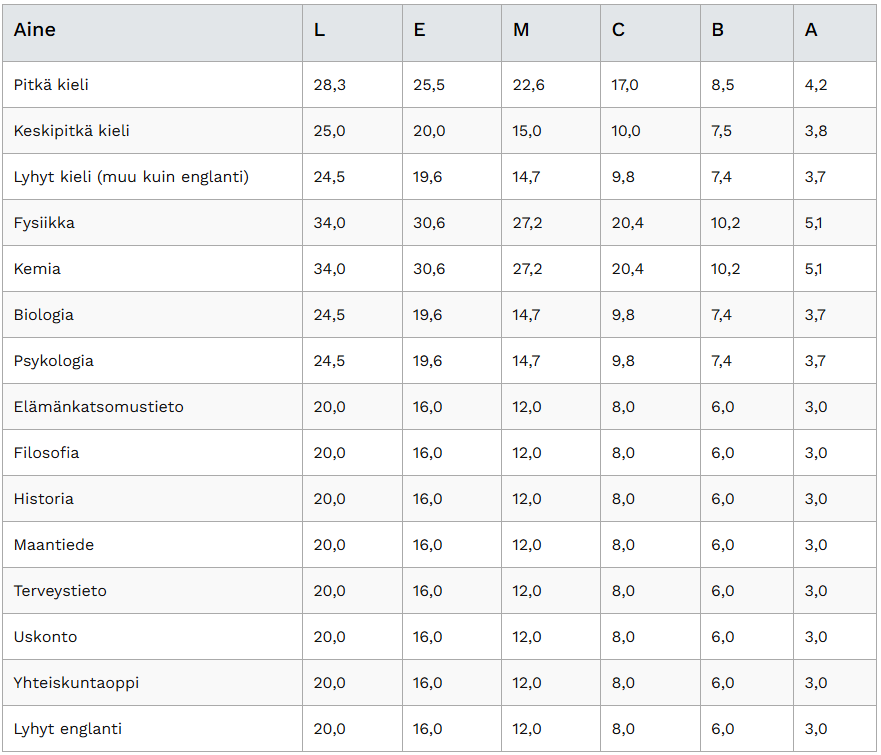 Aine L E M C B A
Pitkä kieli 28,3 25,5 22,6 17,0 8,5 4,2
Keskipitkä kieli 25,0 20,0 15,0 10,0 7,5 3,8
Lyhyt kieli (muu kuin englanti) 24,5 19,6 14,7 9,8 7,4 3,7
Fysiikka 34,0 30,6 27,2 20,4 10,2 5,1
Kemia 34,0 30,6 27,2 20,4 10,2 5,1
Biologia 24,5 19,6 14,7 9,8 7,4 3,7
Psykologia 24,5 19,6 14,7 9,8 7,4 3,7
Elämänkatsomustieto 20,0 16,0 12,0 8,0 6,0 3,0
Filosofia 20,0 16,0 12,0 8,0 6,0 3,0
Historia 20,0 16,0 12,0 8,0 6,0 3,0
Maantiede 20,0 16,0 12,0 8,0 6,0 3,0
Terveystieto 20,0 16,0 12,0 8,0 6,0 3,0
Uskonto 20,0 16,0 12,0 8,0 6,0 3,0
Yhteiskuntaoppi 20,0 16,0 12,0 8,0 6,0 3,0
Lyhyt englanti 20,0 16,0 12,0 8,0 6,0 3,0